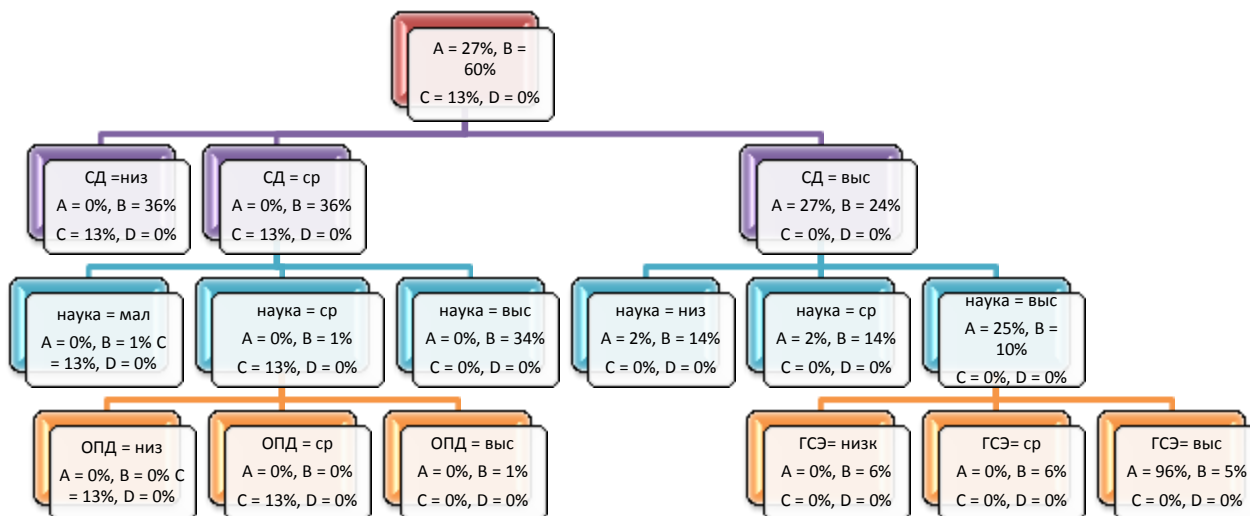 A = 27%, B =
60%
C = 13%, D = 0%
СД =низ
A = 0%, B = 36%
C = 13%, D = 0%
СД = ср
A = 0%, B = 36%
C = 13%, D = 0%
СД = выс
A = 27%, B = 24%
C = 0%, D = 0%
наука = мал
A = 0%, B = 1% C
= 13%, D = 0%
наука = ср
A = 0%, B = 1%
C = 13%, D = 0%
наука = выс
A = 0%, B = 34%
C = 0%, D = 0%
наука = низ
A = 2%, B = 14%
C = 0%, D = 0%
наука = ср
A = 2%, B = 14%
C = 0%, D = 0%
наука = выс
A = 25%, B =
10%
C = 0%, D = 0%
ОПД = низ
A = 0%, B = 0% C
= 13%, D = 0%
ОПД = ср
A = 0%, B = 0%
C = 13%, D = 0%
ОПД = выс
A = 0%, B = 1%
C = 0%, D = 0%
ГСЭ= низк
A = 0%, B = 6%
C = 0%, D = 0%
ГСЭ= ср
A = 0%, B = 6%
C = 0%, D = 0%
ГСЭ= выс
A = 96%, B = 5%
C = 0%, D = 0%